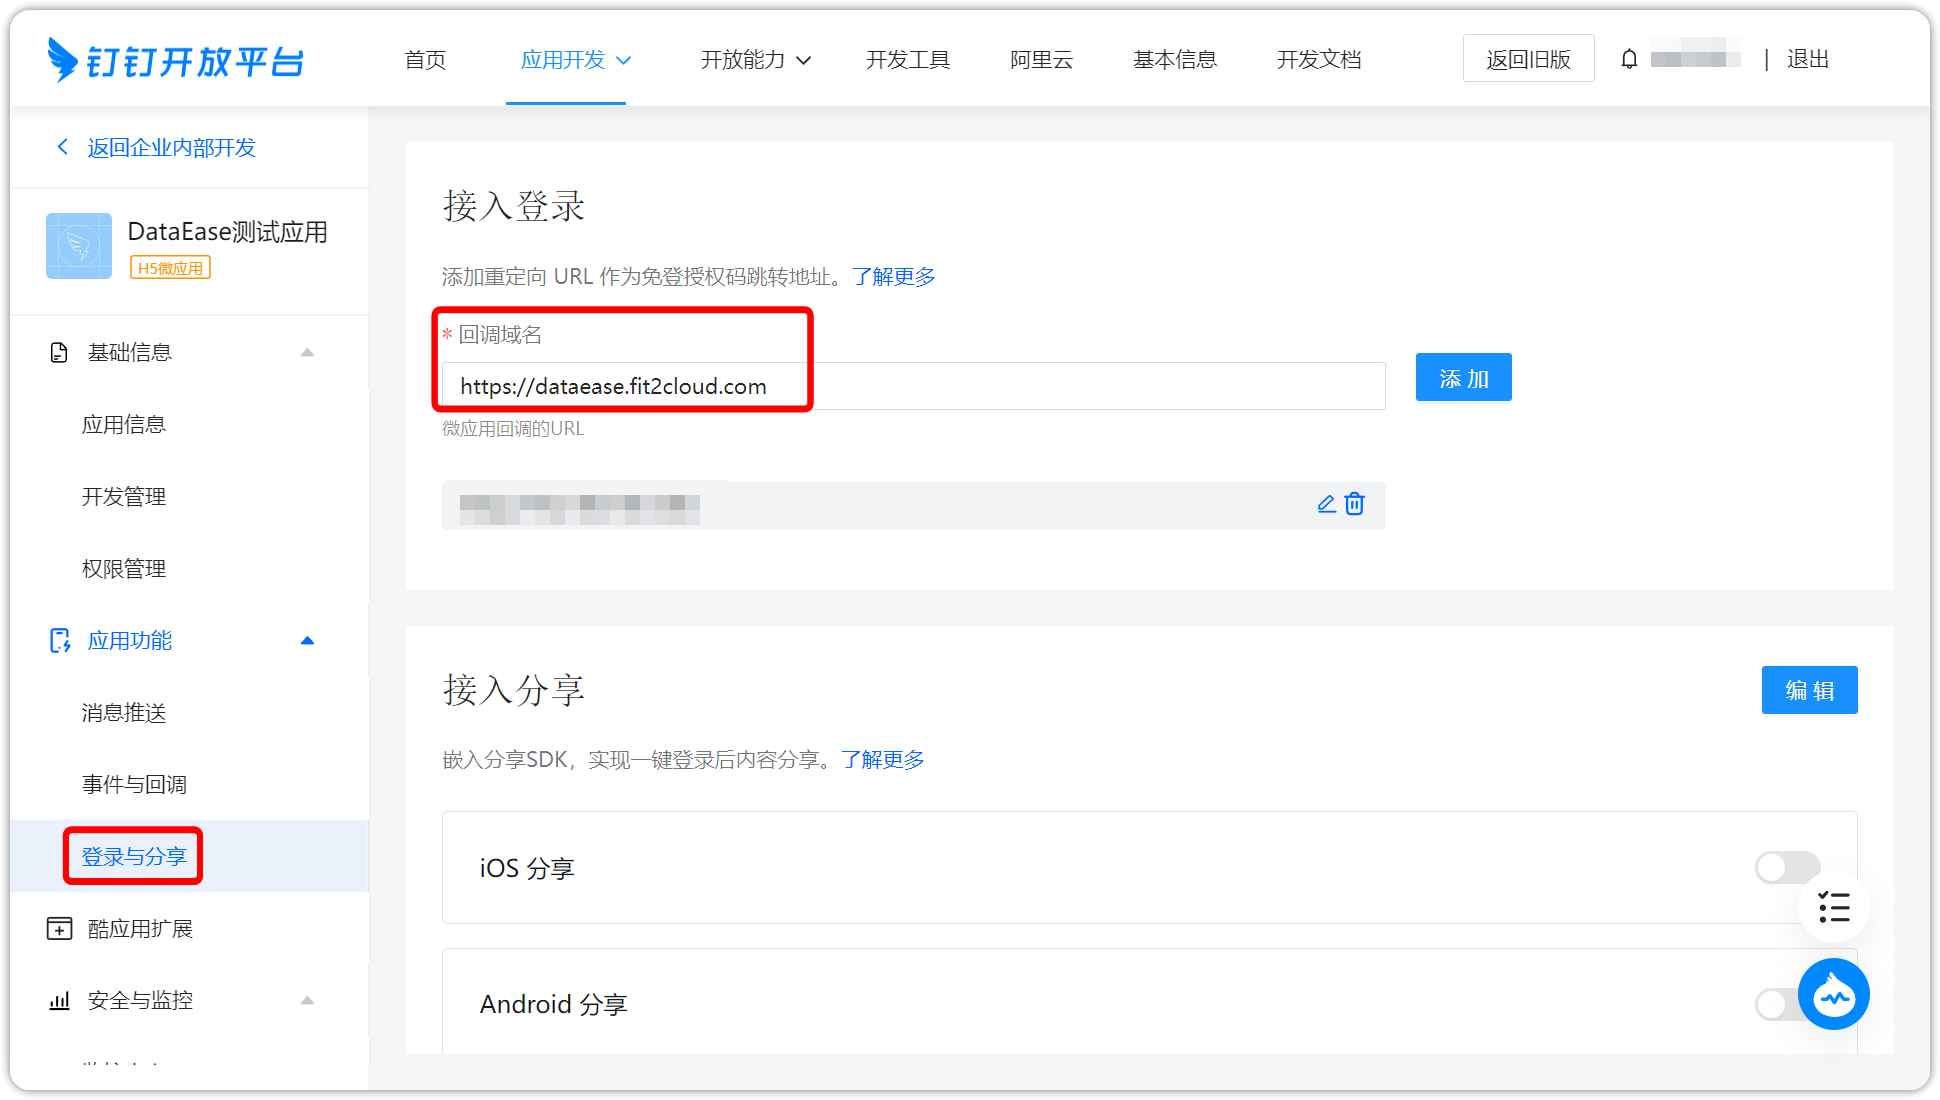 钉钉开放平台
首页
应用开发
开放能力
开发工具
阿里云
基本信息
开发文档
返回旧版
| 退出
返回企业内部开发
DataEase测试应用
H5微应用
基础信息
应用信息
开发管理
权限管理
应用功能
消息推送
事件与回调
登录与分享
酷应用扩展
安全与监控
接入登录
添加重定向 URL 作为免登授权码跳转地址。了解更多
* 回调域名
https://dataease.fit2cloud.com
添 加
微应用回调的URL
接入分享
编 辑
嵌入分享SDK，实现一键登录后内容分享。了解更多
iOS 分享
Android 分享